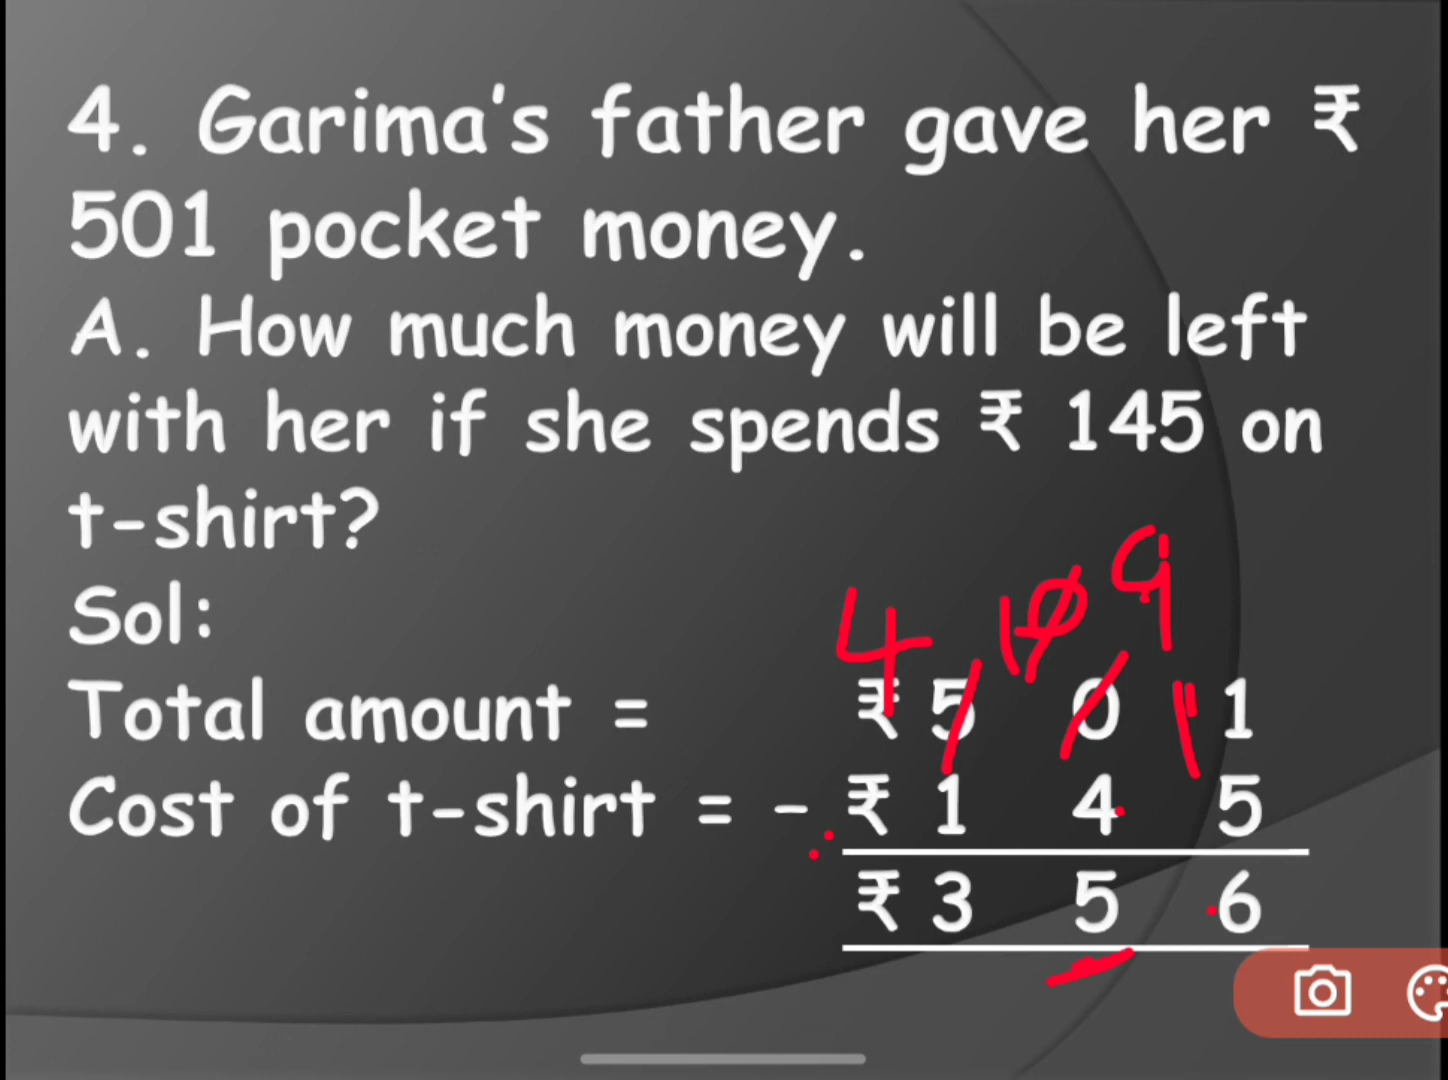 4. Garima's father gave her ₹
501 pocket money.
A. How much money will be left
with her if she spends ₹ 145 on
t-shirt?
Sol:
4 10 9
Total amount = ₹ 5 0 1 1
Cost of t-shirt = - ₹ 1 4 5
₹ 3 5 6